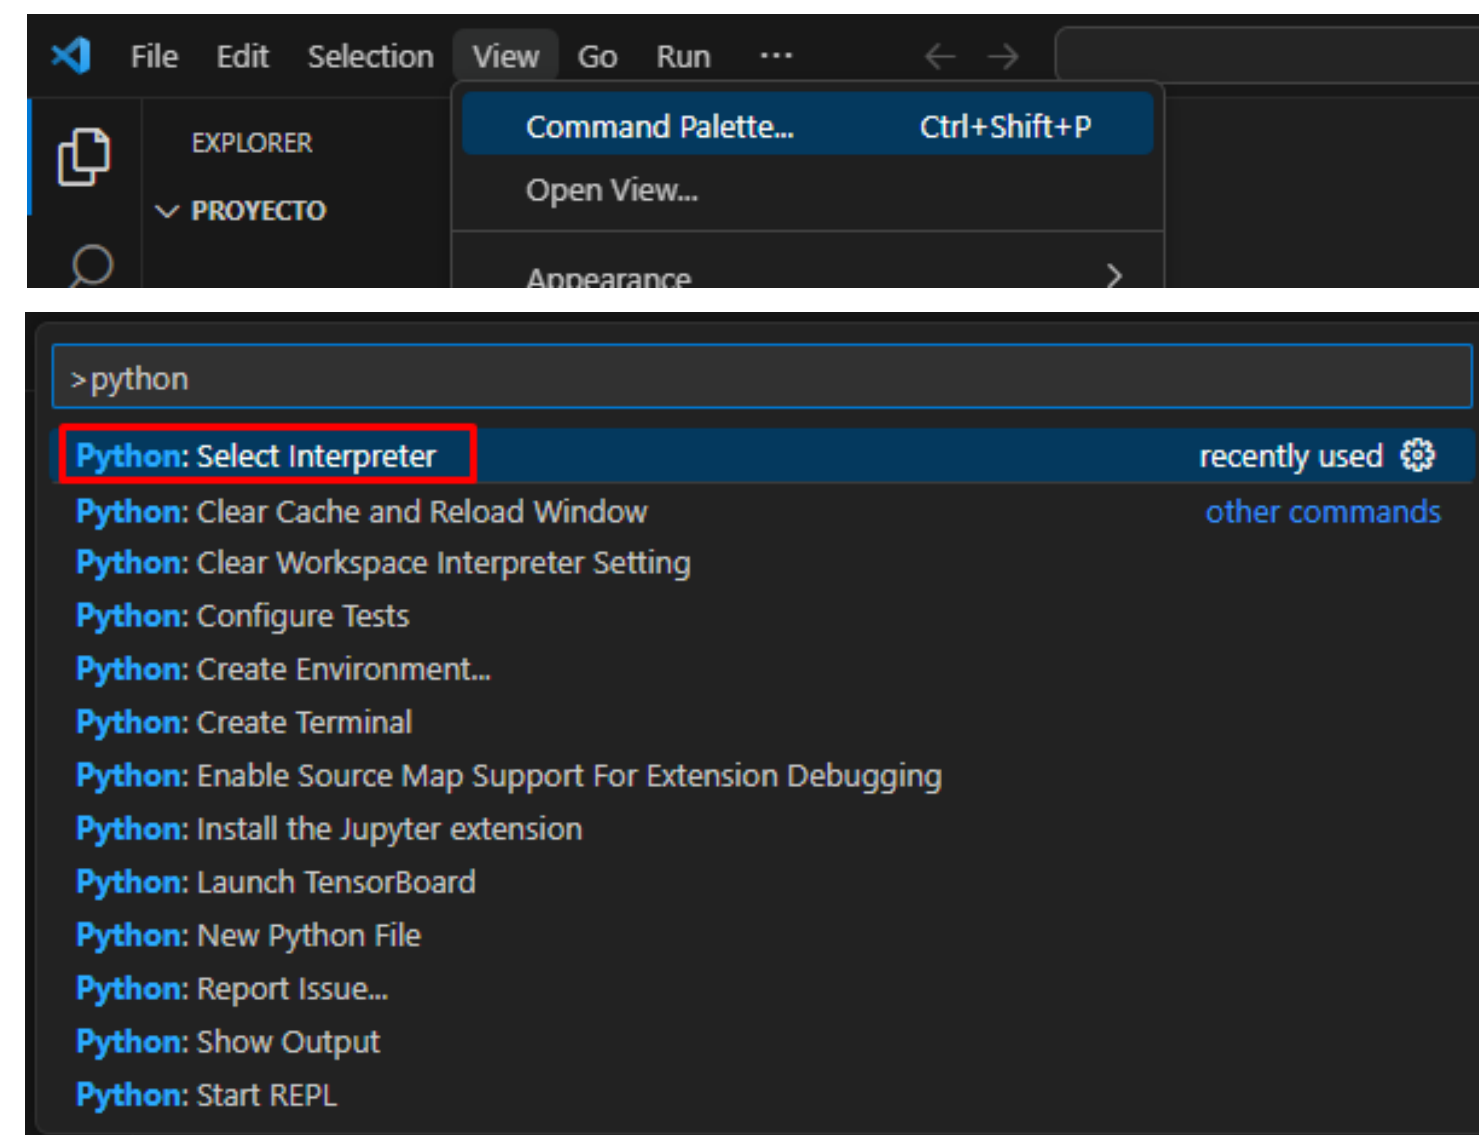 File Edit Selection View Go Run ...
Command Palette... Ctrl+Shift+P
EXPLORER
Open View...
PROYECTO
Appearance
>python
Python: Select Interpreter recently used
Python: Clear Cache and Reload Window other commands
Python: Clear Workspace Interpreter Setting
Python: Configure Tests
Python: Create Environment...
Python: Create Terminal
Python: Enable Source Map Support For Extension Debugging
Python: Install the Jupyter extension
Python: Launch TensorBoard
Python: New Python File
Python: Report Issue...
Python: Show Output
Python: Start REPL